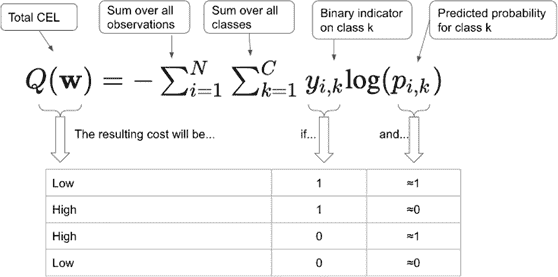 Total CEL
Sum over all
observations
Sum over all
classes
Binary indicator
on class k
Predicted probability
for class k
Q(w) = − ∑_{i=1}^{N} ∑_{k=1}^{C} y_{i,k} log(p_{i,k})
The resulting cost will be... if... and...
Low 1 ≈1
High 1 ≈0
High 0 ≈1
Low 0 ≈0